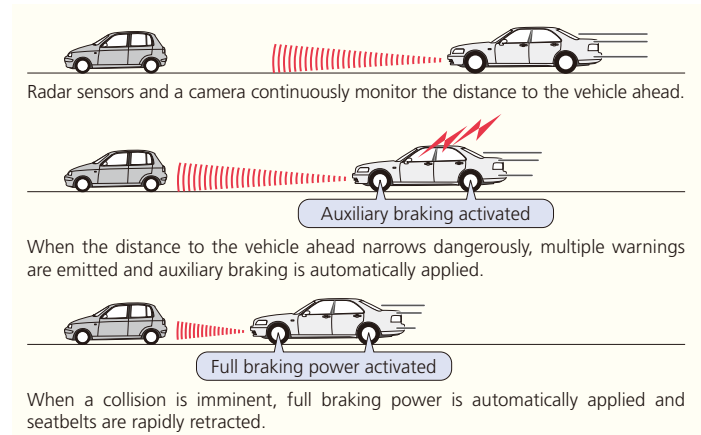 Radar sensors and a camera continuously monitor the distance to the vehicle ahead.
Auxiliary braking activated
When the distance to the vehicle ahead narrows dangerously, multiple warnings
are emitted and auxiliary braking is automatically applied.
Full braking power activated
When a collision is imminent, full braking power is automatically applied and
seatbelts are rapidly retracted.